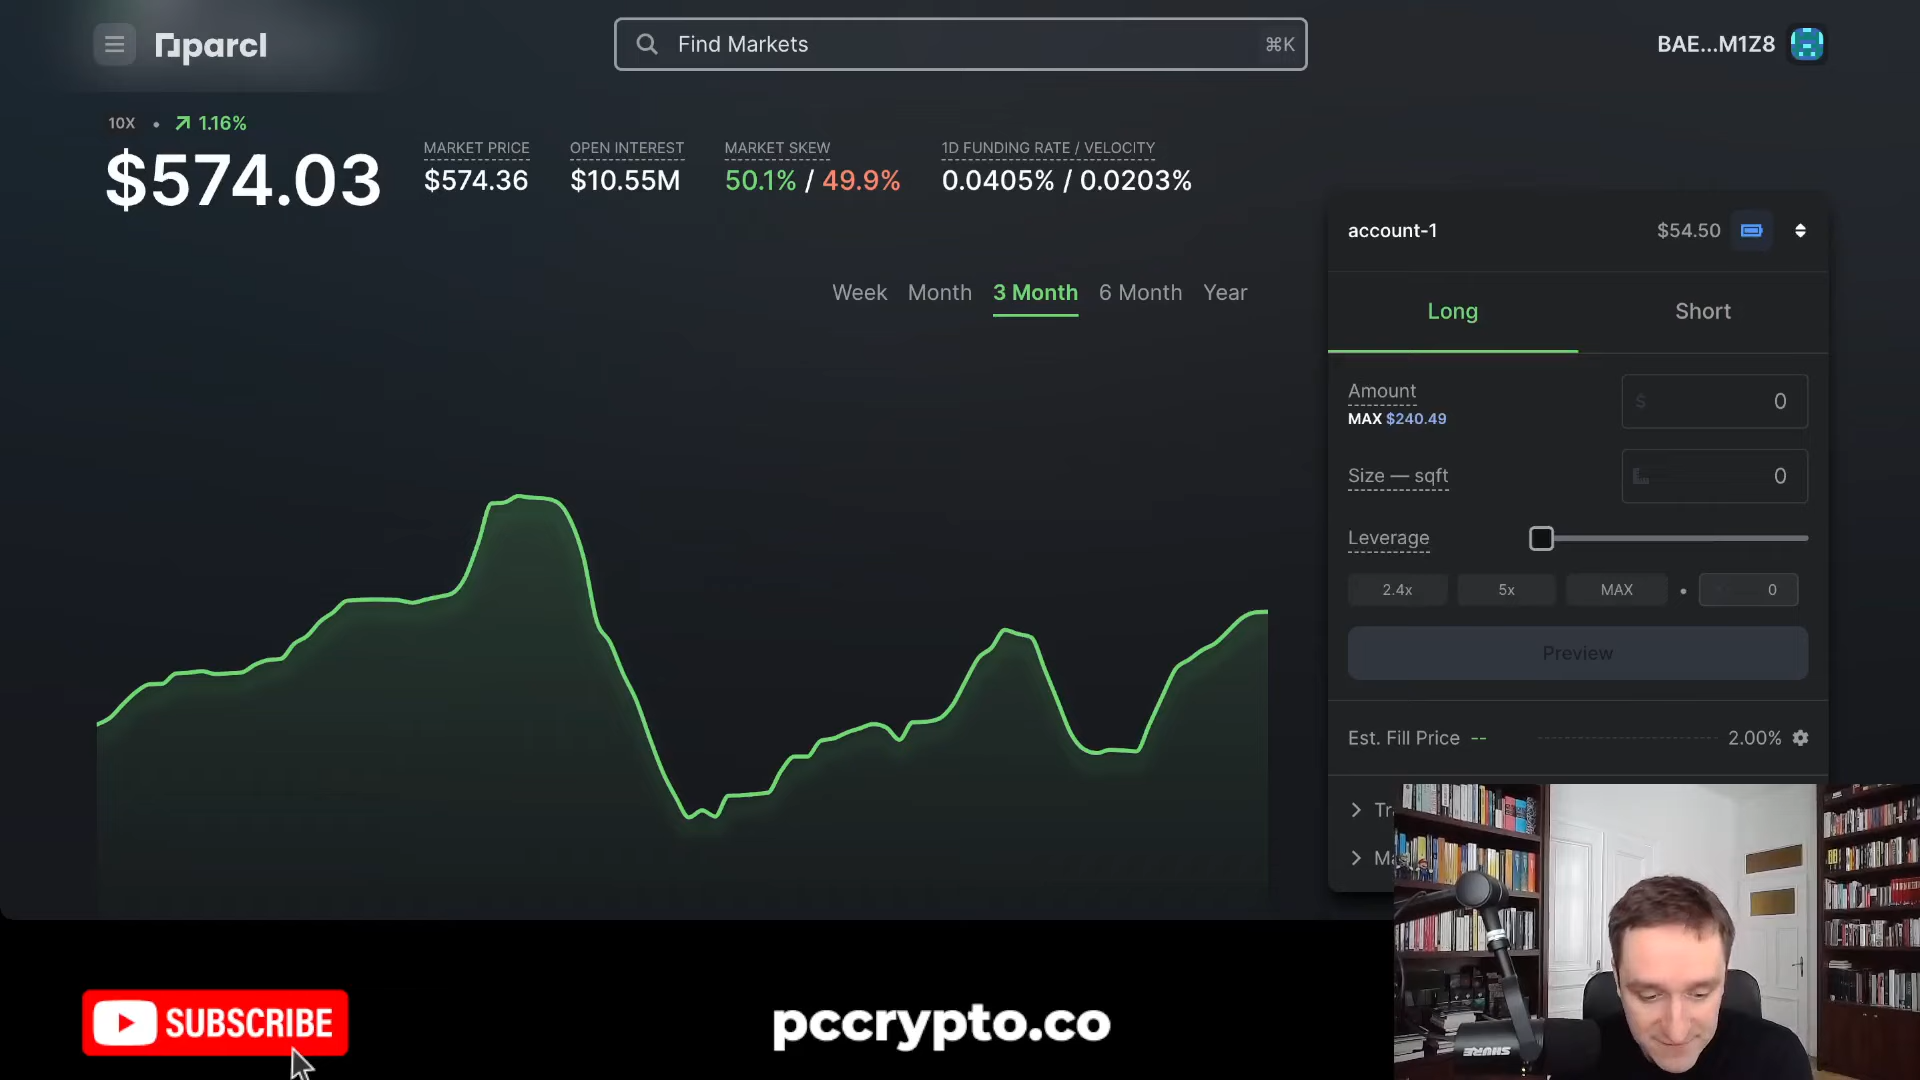 parcl
Find Markets
⌘K
BAE...M1Z8
10X • 1.16%
$574.03
MARKET PRICE
$574.36
OPEN INTEREST
$10.55M
MARKET SKEW
50.1% / 49.9%
1D FUNDING RATE / VELOCITY
0.0405% / 0.0203%
Week Month 3 Month 6 Month Year
account-1
$54.50
Long
Short
Amount
MAX $240.49
$ 0
Size — sqft
0
Leverage
2.4x 5x MAX • 0
Preview
Est. Fill Price --
2.00%
SUBSCRIBE
pccrypto.co
SHURE